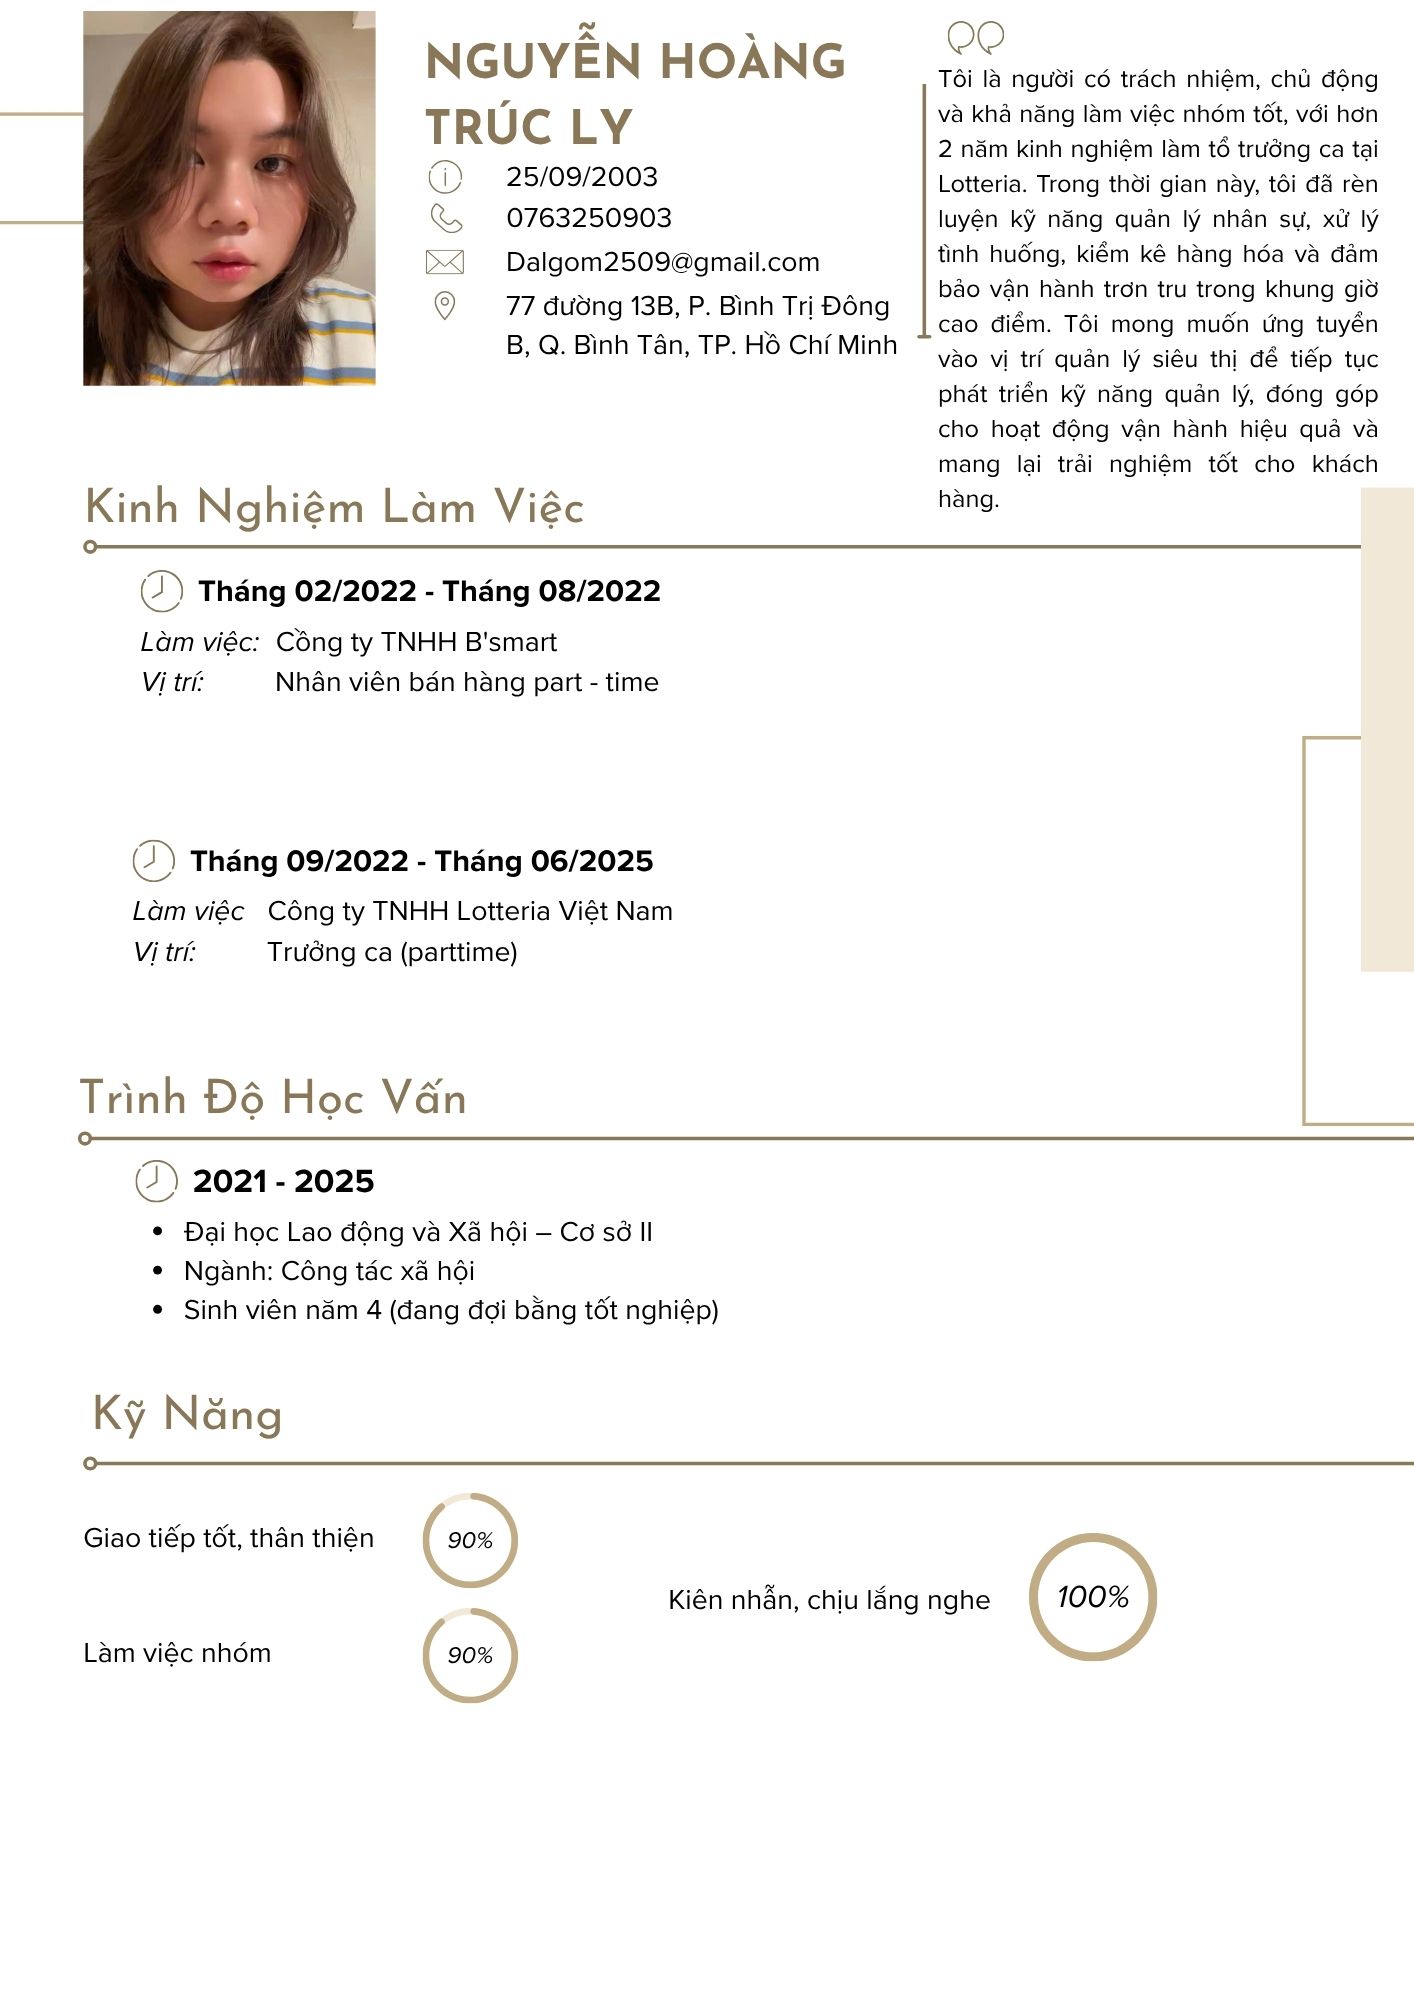 NGUYỄN HOÀNG
TRÚC LY
25/09/2003
0763250903
Dalgom2509@gmail.com
77 đường 13B, P. Bình Trị Đông
B, Q. Bình Tân, TP. Hồ Chí Minh
Tôi là người có trách nhiệm, chủ động
và khả năng làm việc nhóm tốt, với hơn
2 năm kinh nghiệm làm tổ trưởng ca tại
Lotteria. Trong thời gian này, tôi đã rèn
luyện kỹ năng quản lý nhân sự, xử lý
tình huống, kiểm kê hàng hóa và đảm
bảo vận hành trơn tru trong khung giờ
cao điểm. Tôi mong muốn ứng tuyển
vào vị trí quản lý siêu thị để tiếp tục
phát triển kỹ năng quản lý, đóng góp
cho hoạt động vận hành hiệu quả và
mang lại trải nghiệm tốt cho khách
hàng.
Kinh Nghiệm Làm Việc
Tháng 02/2022 - Tháng 08/2022
Làm việc: Cồng ty TNHH B'smart
Vị trí: Nhân viên bán hàng part - time
Tháng 09/2022 - Tháng 06/2025
Làm việc Công ty TNHH Lotteria Việt Nam
Vị trí: Trưởng ca (parttime)
Trình Độ Học Vấn
2021 - 2025
• Đại học Lao động và Xã hội – Cơ sở II
• Ngành: Công tác xã hội
• Sinh viên năm 4 (đang đợi bằng tốt nghiệp)
Kỹ Năng
Giao tiếp tốt, thân thiện 90%
Làm việc nhóm 90%
Kiên nhẫn, chịu lắng nghe 100%